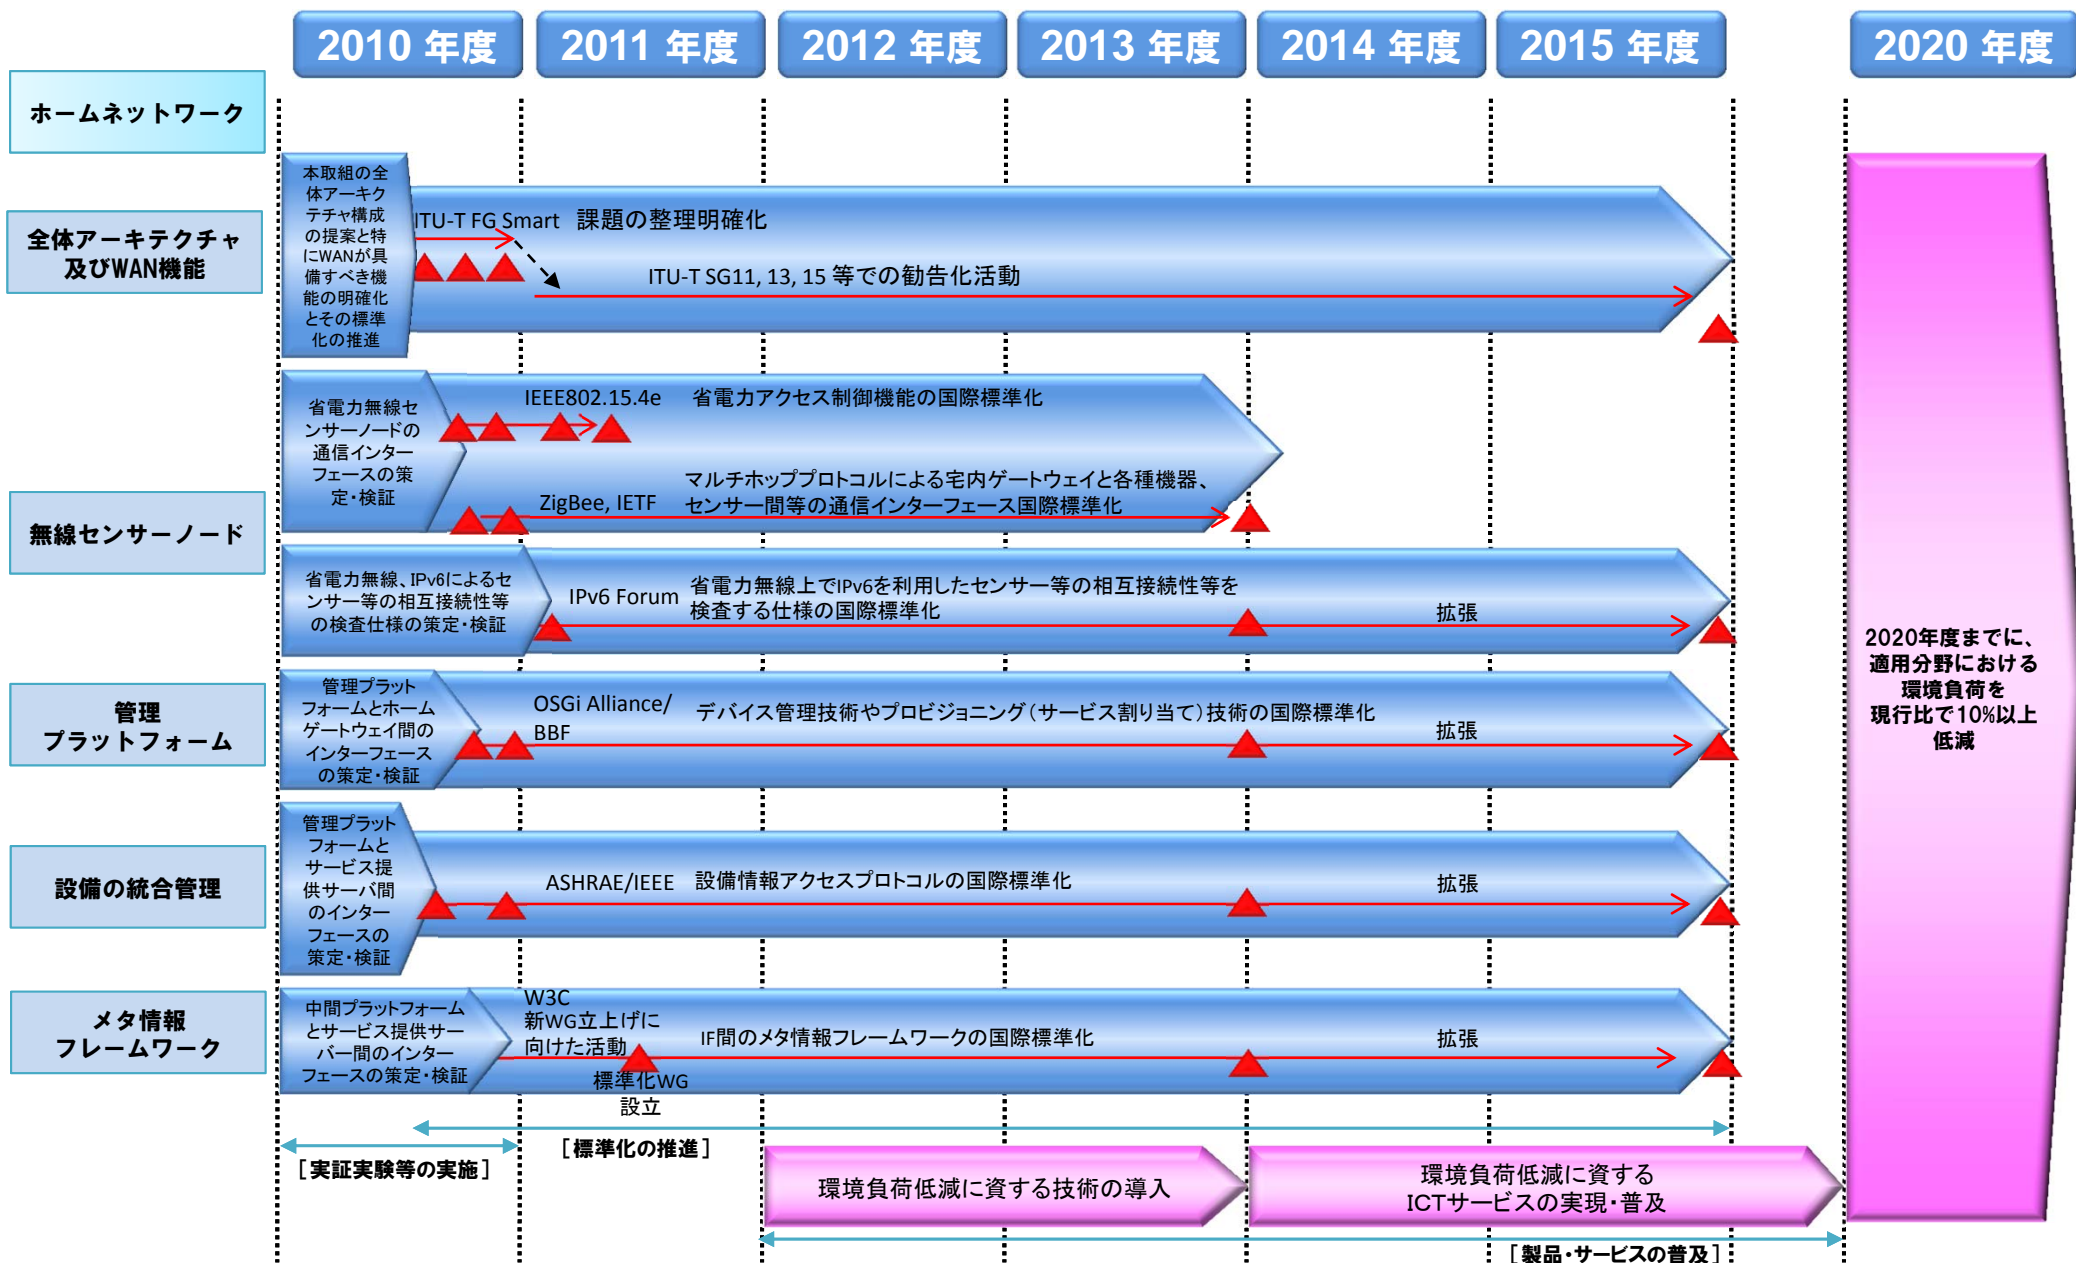 2010 年度
2011 年度
2012 年度
2013 年度
2014 年度
2015 年度
2020 年度
ホームネットワーク
全体アーキテクチャ
及びWAN機能
本取組の全
体アーキク
テチャ構成
の提案と特
にWANが具
備すべき機
能の明確化
とその標準
化の推進
ITU-T FG Smart 課題の整理明確化
ITU-T SG11, 13, 15 等での勧告化活動
無線センサーノード
省電力無線セ
ンサーノードの
通信インター
フェースの策
定・検証
IEEE802.15.4e 省電力アクセス制御機能の国際標準化
ZigBee, IETF
マルチホッププロトコルによる宅内ゲートウェイと各種機器、
センサー間等の通信インターフェース国際標準化
省電力無線、IPv6によるセ
ンサー等の相互接続性等
の検査仕様の策定・検証
IPv6 Forum
省電力無線上でIPv6を利用したセンサー等の相互接続性等を
検査する仕様の国際標準化
拡張
管理
プラットフォーム
管理プラット
フォームとホーム
ゲートウェイ間の
インターフェース
の策定・検証
OSGi Alliance/
BBF
デバイス管理技術やプロビジョニング（サービス割り当て）技術の国際標準化
拡張
設備の統合管理
管理プラット
フォームと
サービス提
供サーバ間
のインター
フェースの
策定・検証
ASHRAE/IEEE 設備情報アクセスプロトコルの国際標準化
拡張
メタ情報
フレームワーク
中間プラットフォーム
とサービス提供サー
バー間のインター
フェースの策定・検証
W3C
新WG立上げに
向けた活動
IF間のメタ情報フレームワークの国際標準化
拡張
標準化WG
設立
2020年度までに、
適用分野における
環境負荷を
現行比で10%以上
低減
［実証実験等の実施］
［標準化の推進］
環境負荷低減に資する技術の導入
環境負荷低減に資する
ICTサービスの実現・普及
［製品・サービスの普及］